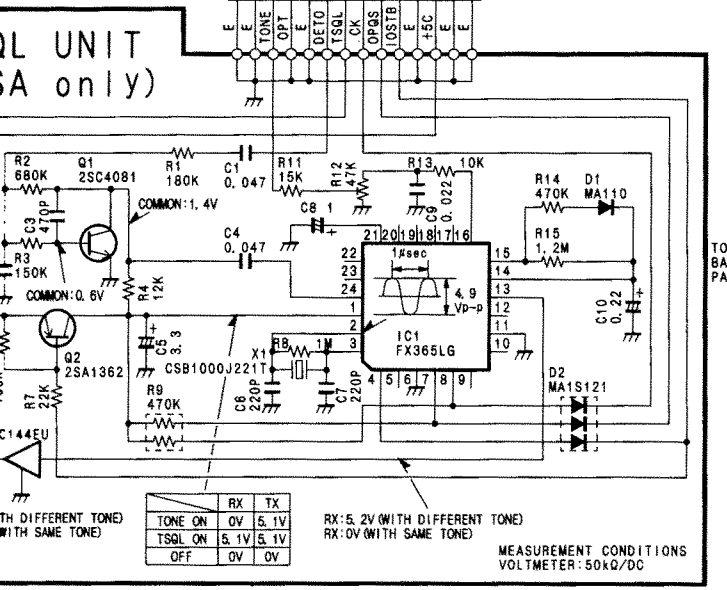 E E TONE OPT E DETO TSQL CK OPQS IOSTB E +5C E E
QL UNIT
SA only)
R2
680K
Q1
2SC4081
R1
180K
C1
0.047
R11
15K
R12
47K
R13
10K
C9
0.022
R14
470K
D1
MA110
COMMON:1.4V
C3
470P
R3
150K
C4
0.047
C8 1
+
21 20 19 18 17 16
R15
1.2M
TO
BA
PA
22
23
24
1
2
3
1μsec
4.9
Vp-p
15
14
13
12
11
10
COMMON:0.6V
R4
12K
C10
0.22
+
IC1
FX365LG
Q2
2SA1362
C5
3.3
+
X1
CSB1000J221T
R8
1M
4 5 6 7 8 9
R7
22K
R9
470K
C6
220P
C7
220P
D2
MA1S121
C144EU
RX TX
TONE ON 0V 5.1V
TSQL ON 5.1V 5.1V
OFF 0V 0V
TH DIFFERENT TONE)
WITH SAME TONE)
RX:5.2V(WITH DIFFERENT TONE)
RX:0V(WITH SAME TONE)
MEASUREMENT CONDITIONS
VOLTMETER:50kΩ/DC